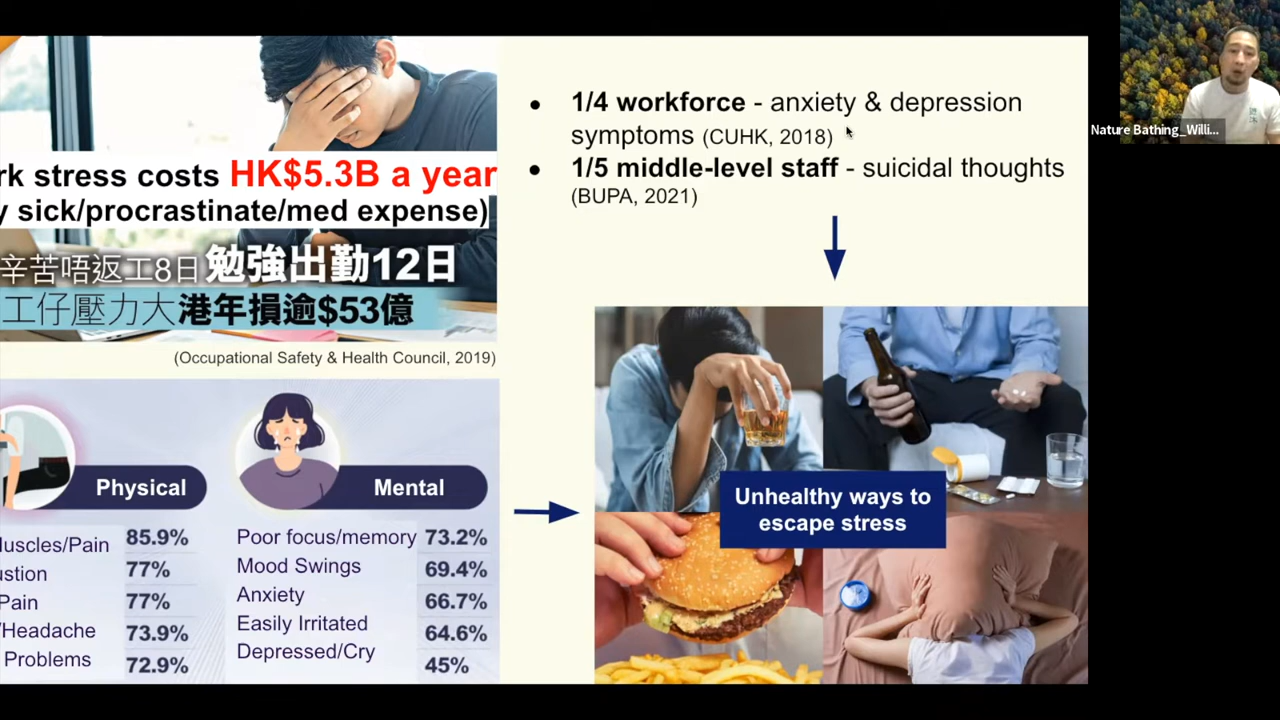 rk stress costs HK$5.3B a year
y sick/procrastinate/med expense)
辛苦唔返工8日 勉強出勤12日
工仔壓力大港年損逾$53億
(Occupational Safety & Health Council, 2019)
Physical
Muscles/Pain 85.9%
ustion 77%
Pain 77%
/Headache 73.9%
Problems 72.9%
Mental
Poor focus/memory 73.2%
Mood Swings 69.4%
Anxiety 66.7%
Easily Irritated 64.6%
Depressed/Cry 45%
● 1/4 workforce - anxiety & depression
symptoms (CUHK, 2018)
● 1/5 middle-level staff - suicidal thoughts
(BUPA, 2021)
Unhealthy ways to
escape stress
Nature Bathing_Willi...